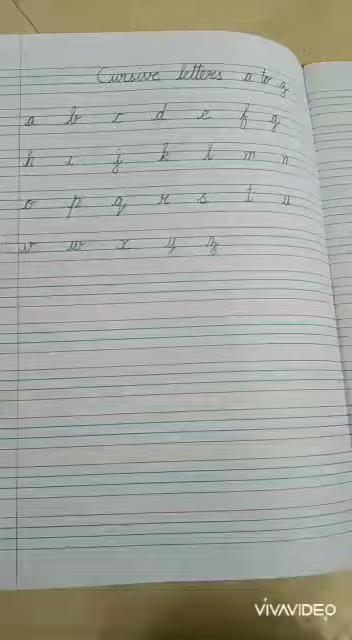 Cursive letters a to z
a b c d e f g
h i j k l m n
o p q r s t u
v w x y z
VIVAVIDEO